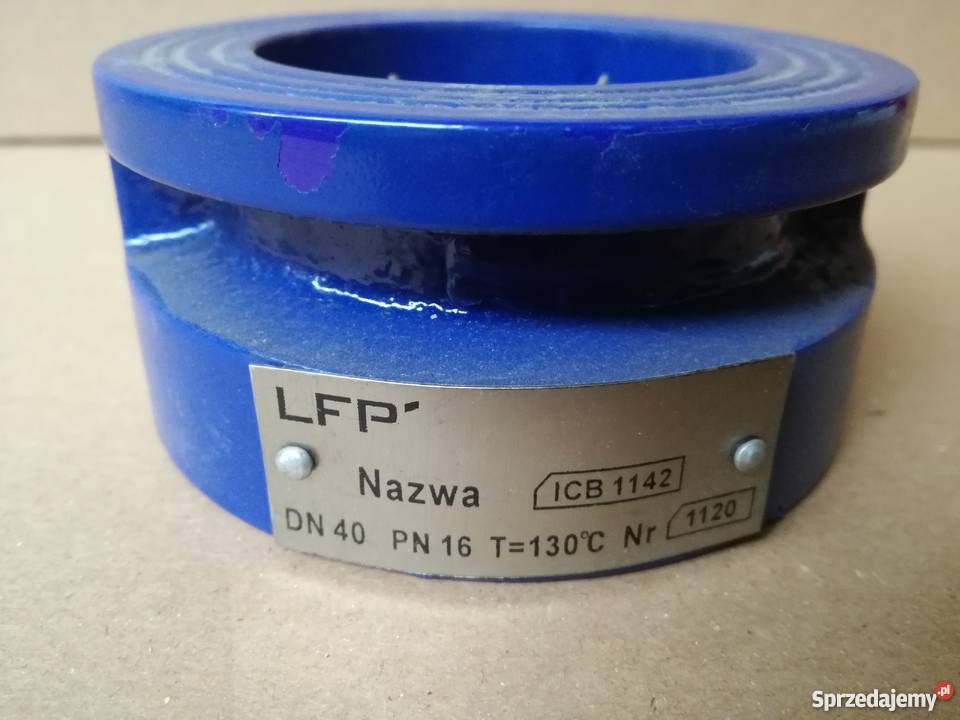 LFP'
Nazwa ICB 1142
DN 40 PN 16 T=130°C Nr 1120
Sprzedajemy.pl